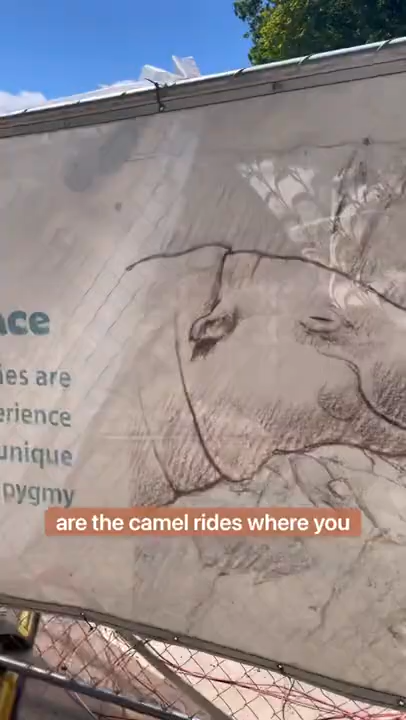 ace
ies are
erience
unique
pygmy
are the camel rides where you